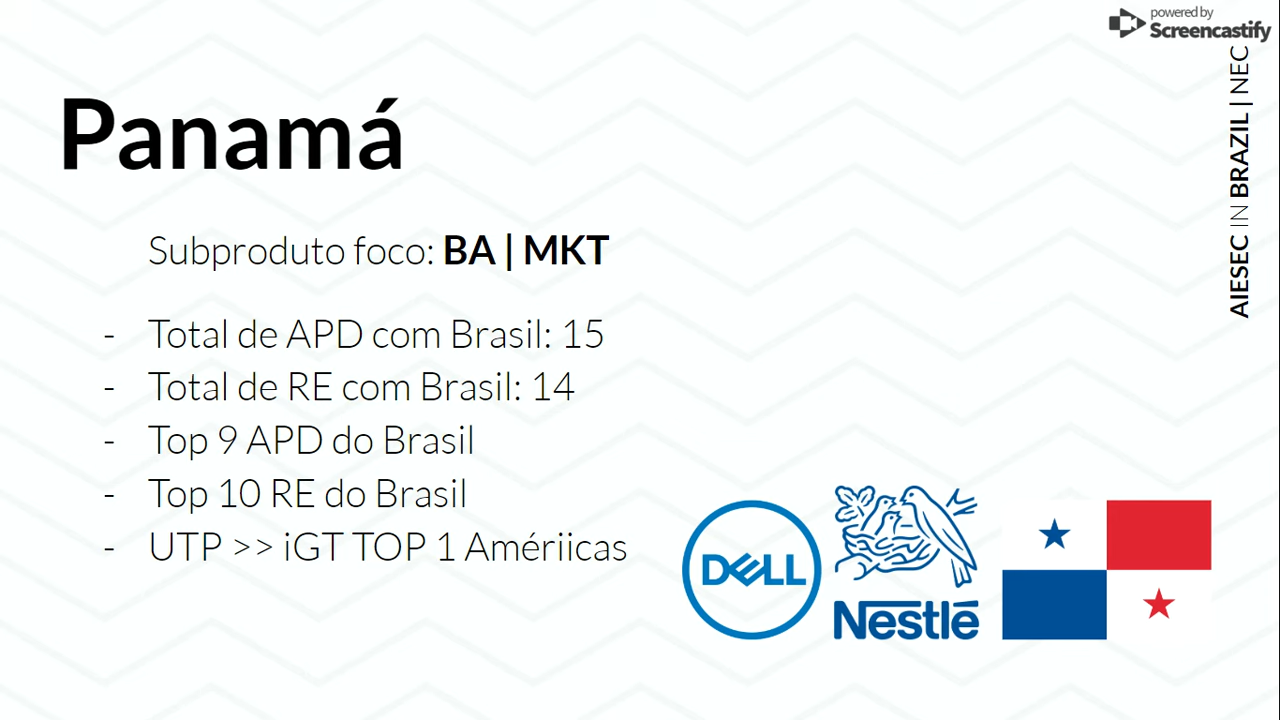 powered by
Screencastify
AIESEC IN BRAZIL | NEC
Panamá
Subproduto foco: BA | MKT
- Total de APD com Brasil: 15
- Total de RE com Brasil: 14
- Top 9 APD do Brasil
- Top 10 RE do Brasil
- UTP >> iGT TOP 1 Amériicas
DELL
Nestlé